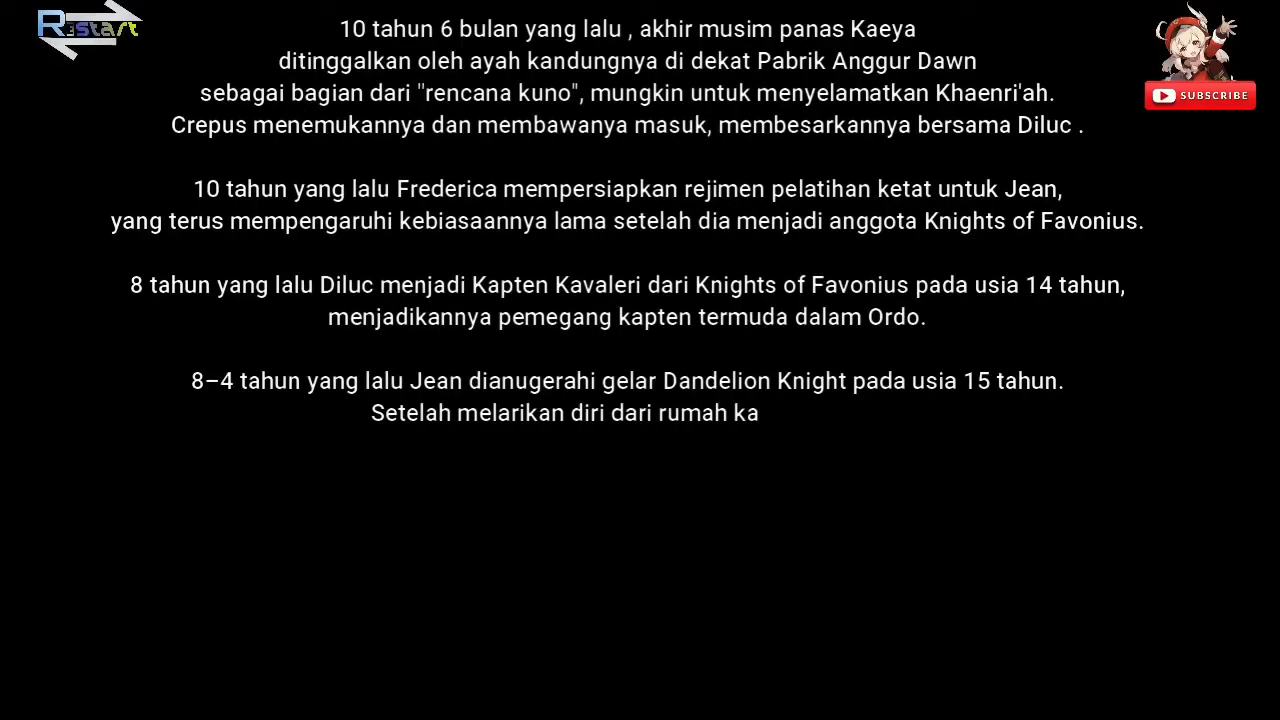 Restart
SUBSCRIBE
10 tahun 6 bulan yang lalu , akhir musim panas Kaeya
ditinggalkan oleh ayah kandungnya di dekat Pabrik Anggur Dawn
sebagai bagian dari "rencana kuno", mungkin untuk menyelamatkan Khaenri'ah.
Crepus menemukannya dan membawanya masuk, membesarkannya bersama Diluc .
10 tahun yang lalu Frederica mempersiapkan rejimen pelatihan ketat untuk Jean,
yang terus mempengaruhi kebiasaannya lama setelah dia menjadi anggota Knights of Favonius.
8 tahun yang lalu Diluc menjadi Kapten Kavaleri dari Knights of Favonius pada usia 14 tahun,
menjadikannya pemegang kapten termuda dalam Ordo.
8–4 tahun yang lalu Jean dianugerahi gelar Dandelion Knight pada usia 15 tahun.
Setelah melarikan diri dari rumah ka